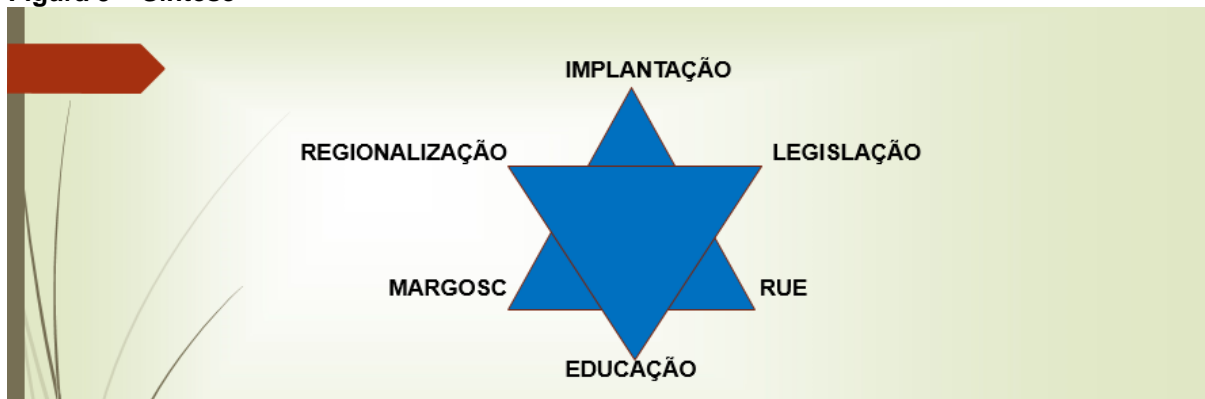 IMPLANTAÇÃO
REGIONALIZAÇÃO
LEGISLAÇÃO
MARGOSC
RUE
EDUCAÇÃO